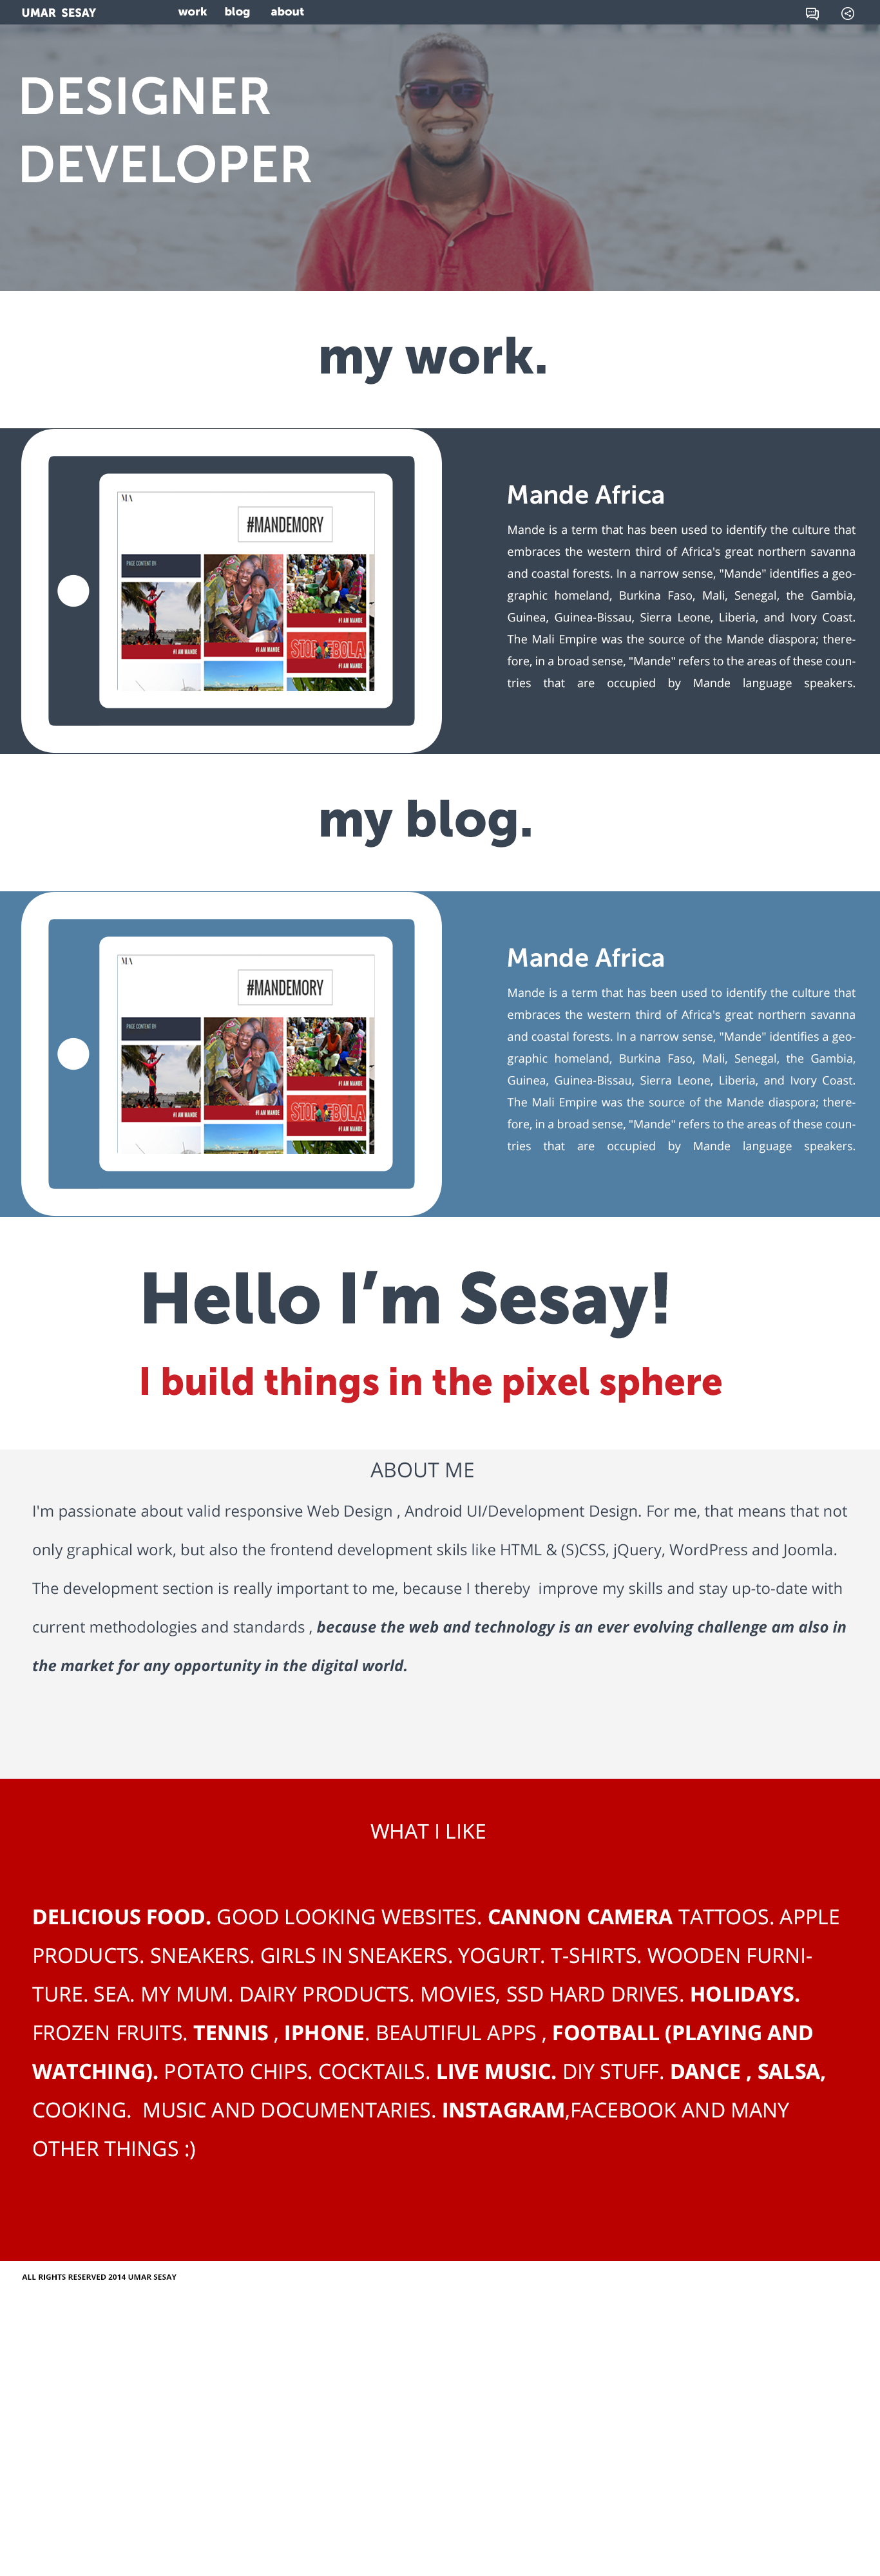 UMAR SESAY
work blog about
DESIGNER
DEVELOPER
my work.
MA
#MANDEMORY
PAGE CONTENT BY:
#I AM MANDE
#I AM MANDE
STOP EBOLA
#I AM MANDE
#I AM MANDE
Mande Africa
Mande is a term that has been used to identify the culture that
embraces the western third of Africa's great northern savanna
and coastal forests. In a narrow sense, "Mande" identifies a geo-
graphic homeland, Burkina Faso, Mali, Senegal, the Gambia,
Guinea, Guinea-Bissau, Sierra Leone, Liberia, and Ivory Coast.
The Mali Empire was the source of the Mande diaspora; there-
fore, in a broad sense, "Mande" refers to the areas of these coun-
tries that are occupied by Mande language speakers.
my blog.
MA
#MANDEMORY
PAGE CONTENT BY:
#I AM MANDE
#I AM MANDE
STOP EBOLA
#I AM MANDE
#I AM MANDE
Mande Africa
Mande is a term that has been used to identify the culture that
embraces the western third of Africa's great northern savanna
and coastal forests. In a narrow sense, "Mande" identifies a geo-
graphic homeland, Burkina Faso, Mali, Senegal, the Gambia,
Guinea, Guinea-Bissau, Sierra Leone, Liberia, and Ivory Coast.
The Mali Empire was the source of the Mande diaspora; there-
fore, in a broad sense, "Mande" refers to the areas of these coun-
tries that are occupied by Mande language speakers.
Hello I’m Sesay!
I build things in the pixel sphere
ABOUT ME
I'm passionate about valid responsive Web Design , Android UI/Development Design. For me, that means that not
only graphical work, but also the frontend development skils like HTML & (S)CSS, jQuery, WordPress and Joomla.
The development section is really important to me, because I thereby  improve my skills and stay up-to-date with
current methodologies and standards , because the web and technology is an ever evolving challenge am also in
the market for any opportunity in the digital world.
WHAT I LIKE
DELICIOUS FOOD. GOOD LOOKING WEBSITES. CANNON CAMERA TATTOOS. APPLE
PRODUCTS. SNEAKERS. GIRLS IN SNEAKERS. YOGURT. T-SHIRTS. WOODEN FURNI-
TURE. SEA. MY MUM. DAIRY PRODUCTS. MOVIES, SSD HARD DRIVES. HOLIDAYS.
FROZEN FRUITS. TENNIS , IPHONE. BEAUTIFUL APPS , FOOTBALL (PLAYING AND
WATCHING). POTATO CHIPS. COCKTAILS. LIVE MUSIC. DIY STUFF. DANCE , SALSA,
COOKING.  MUSIC AND DOCUMENTARIES. INSTAGRAM,FACEBOOK AND MANY
OTHER THINGS :)
ALL RIGHTS RESERVED 2014 UMAR SESAY